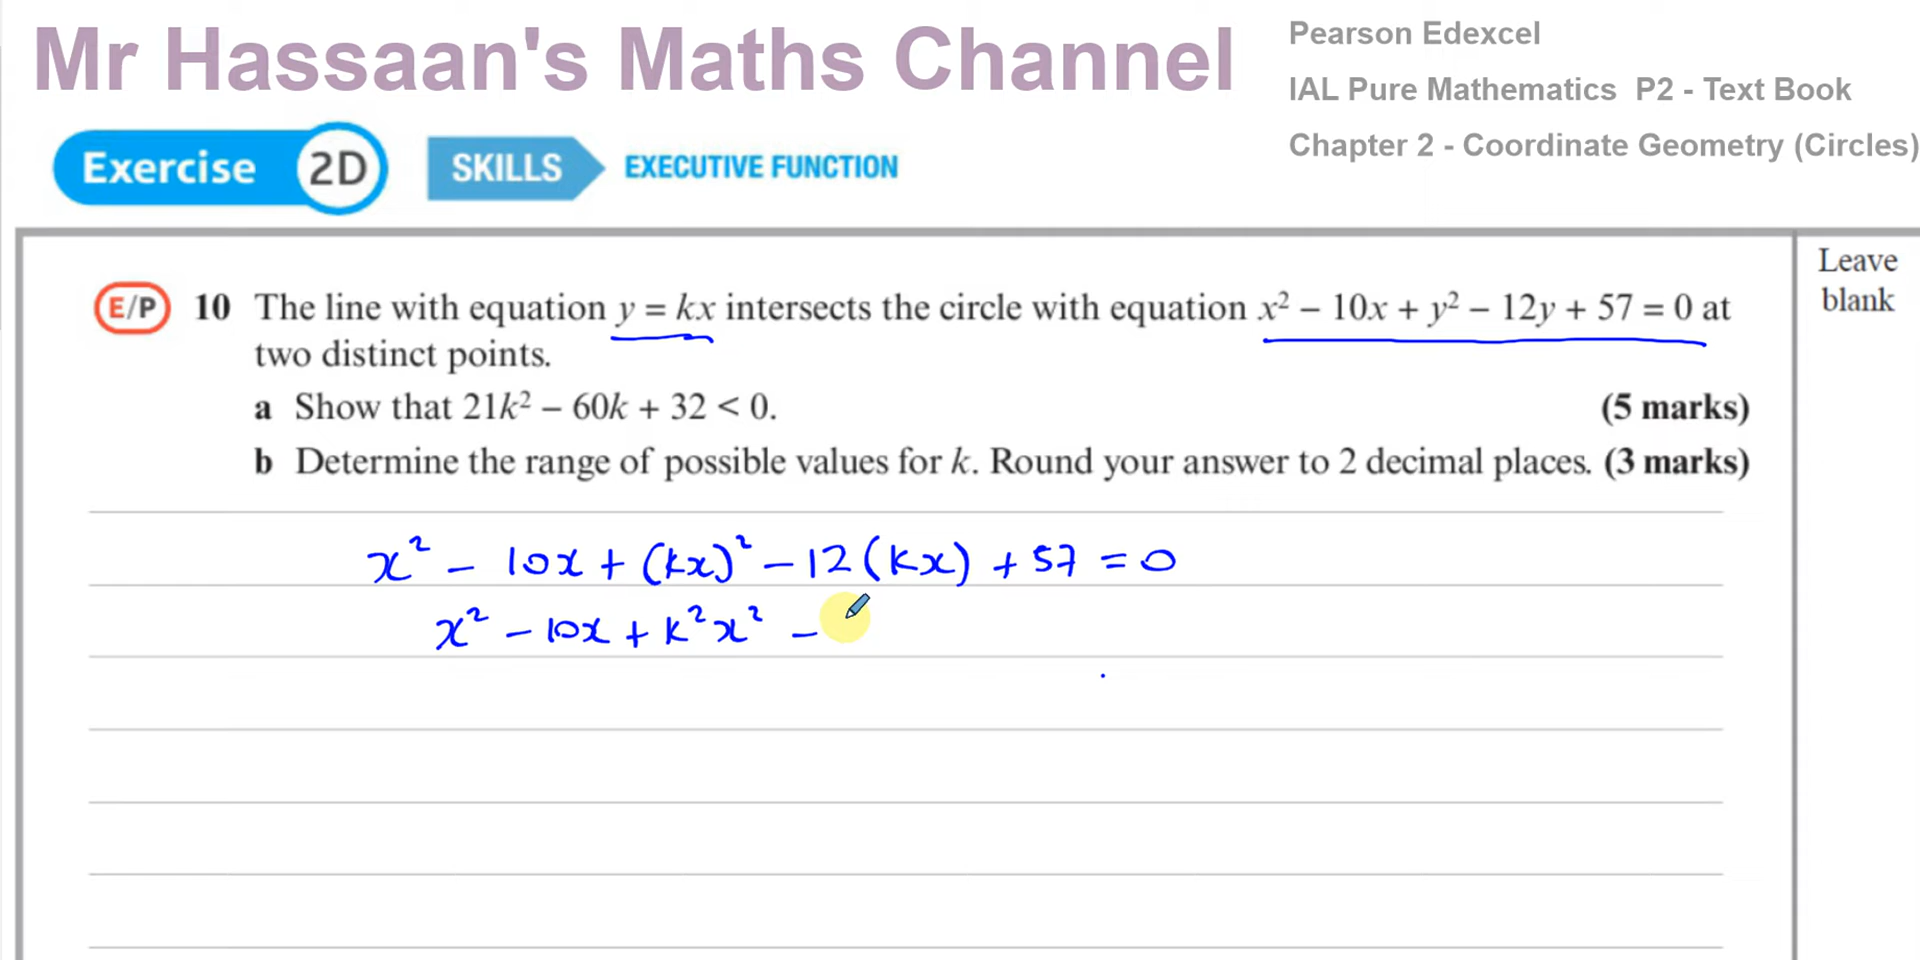 Mr Hassaan's Maths Channel
Pearson Edexcel
IAL Pure Mathematics P2 - Text Book
Chapter 2 - Coordinate Geometry (Circles)
Exercise 2D SKILLS EXECUTIVE FUNCTION
Leave
blank
E/P 10 The line with equation y = kx intersects the circle with equation x² − 10x + y² − 12y + 57 = 0 at
two distinct points.
a Show that 21k² − 60k + 32 < 0. (5 marks)
b Determine the range of possible values for k. Round your answer to 2 decimal places. (3 marks)
x² − 10x + (kx)² − 12(kx) + 57 = 0
x² − 10x + k²x² −